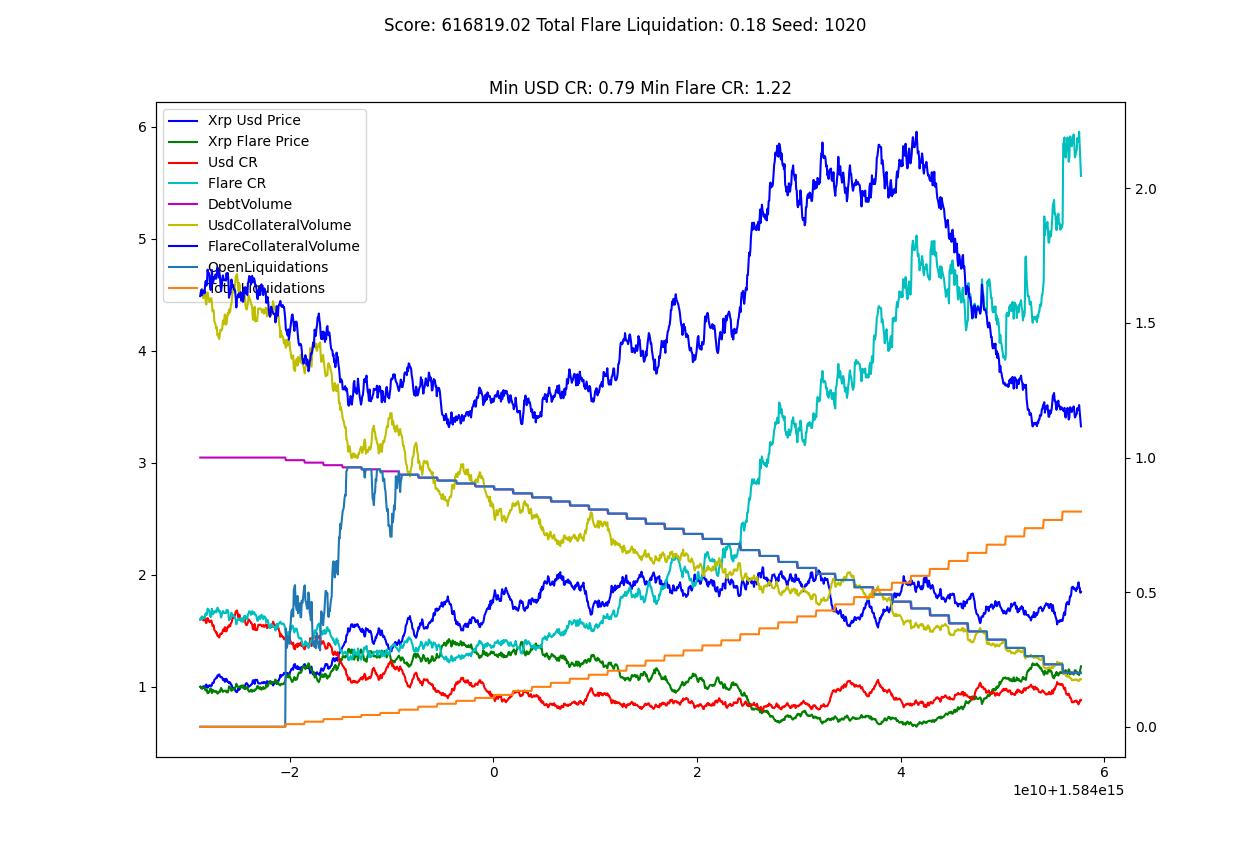 Score: 616819.02 Total Flare Liquidation: 0.18 Seed: 1020
Min USD CR: 0.79 Min Flare CR: 1.22
Xrp Usd Price
Xrp Flare Price
Usd CR
Flare CR
DebtVolume
UsdCollateralVolume
FlareCollateralVolume
OpenLiquidations
6
5
4
3
2
1
2.0
1.5
1.0
0.5
0.0
−2
0
2
4
6
1e10+1.584e15